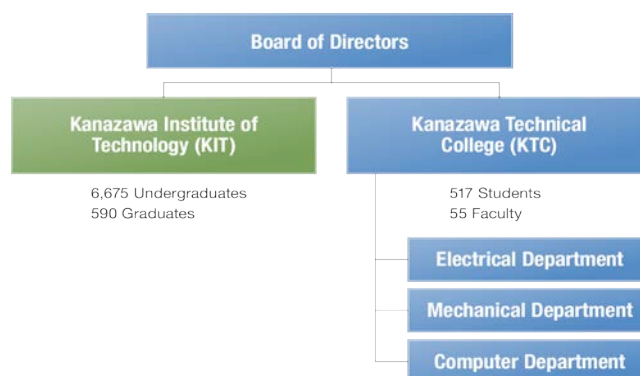 Board of Directors
Kanazawa Institute of
Technology (KIT)
6,675 Undergraduates
590 Graduates
Kanazawa Technical
College (KTC)
517 Students
55 Faculty
Electrical Department
Mechanical Department
Computer Department